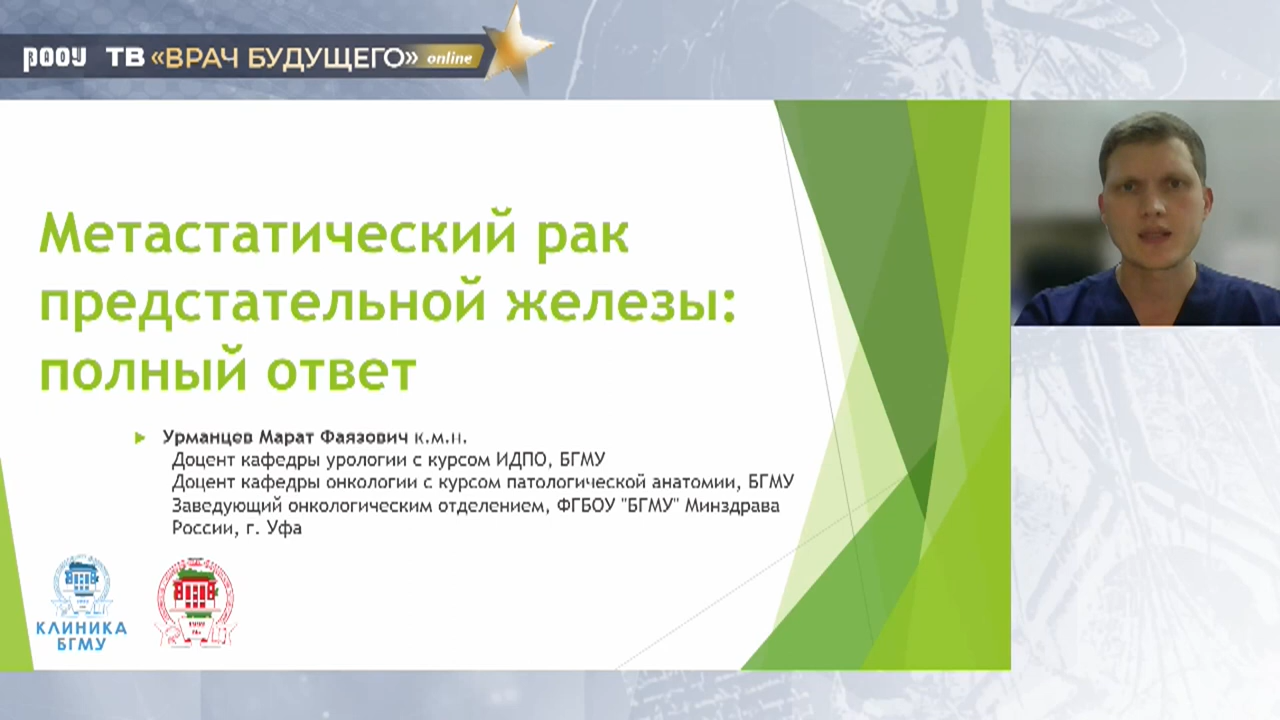 РООУ ТВ «ВРАЧ БУДУЩЕГО» online
Метастатический рак
предстательной железы:
полный ответ
Урманцев Марат Фаязович к.м.н.
Доцент кафедры урологии с курсом ИДПО, БГМУ
Доцент кафедры онкологии с курсом патологической анатомии, БГМУ
Заведующий онкологическим отделением, ФГБОУ "БГМУ" Минздрава
России, г. Уфа
КЛИНИКА
БГМУ